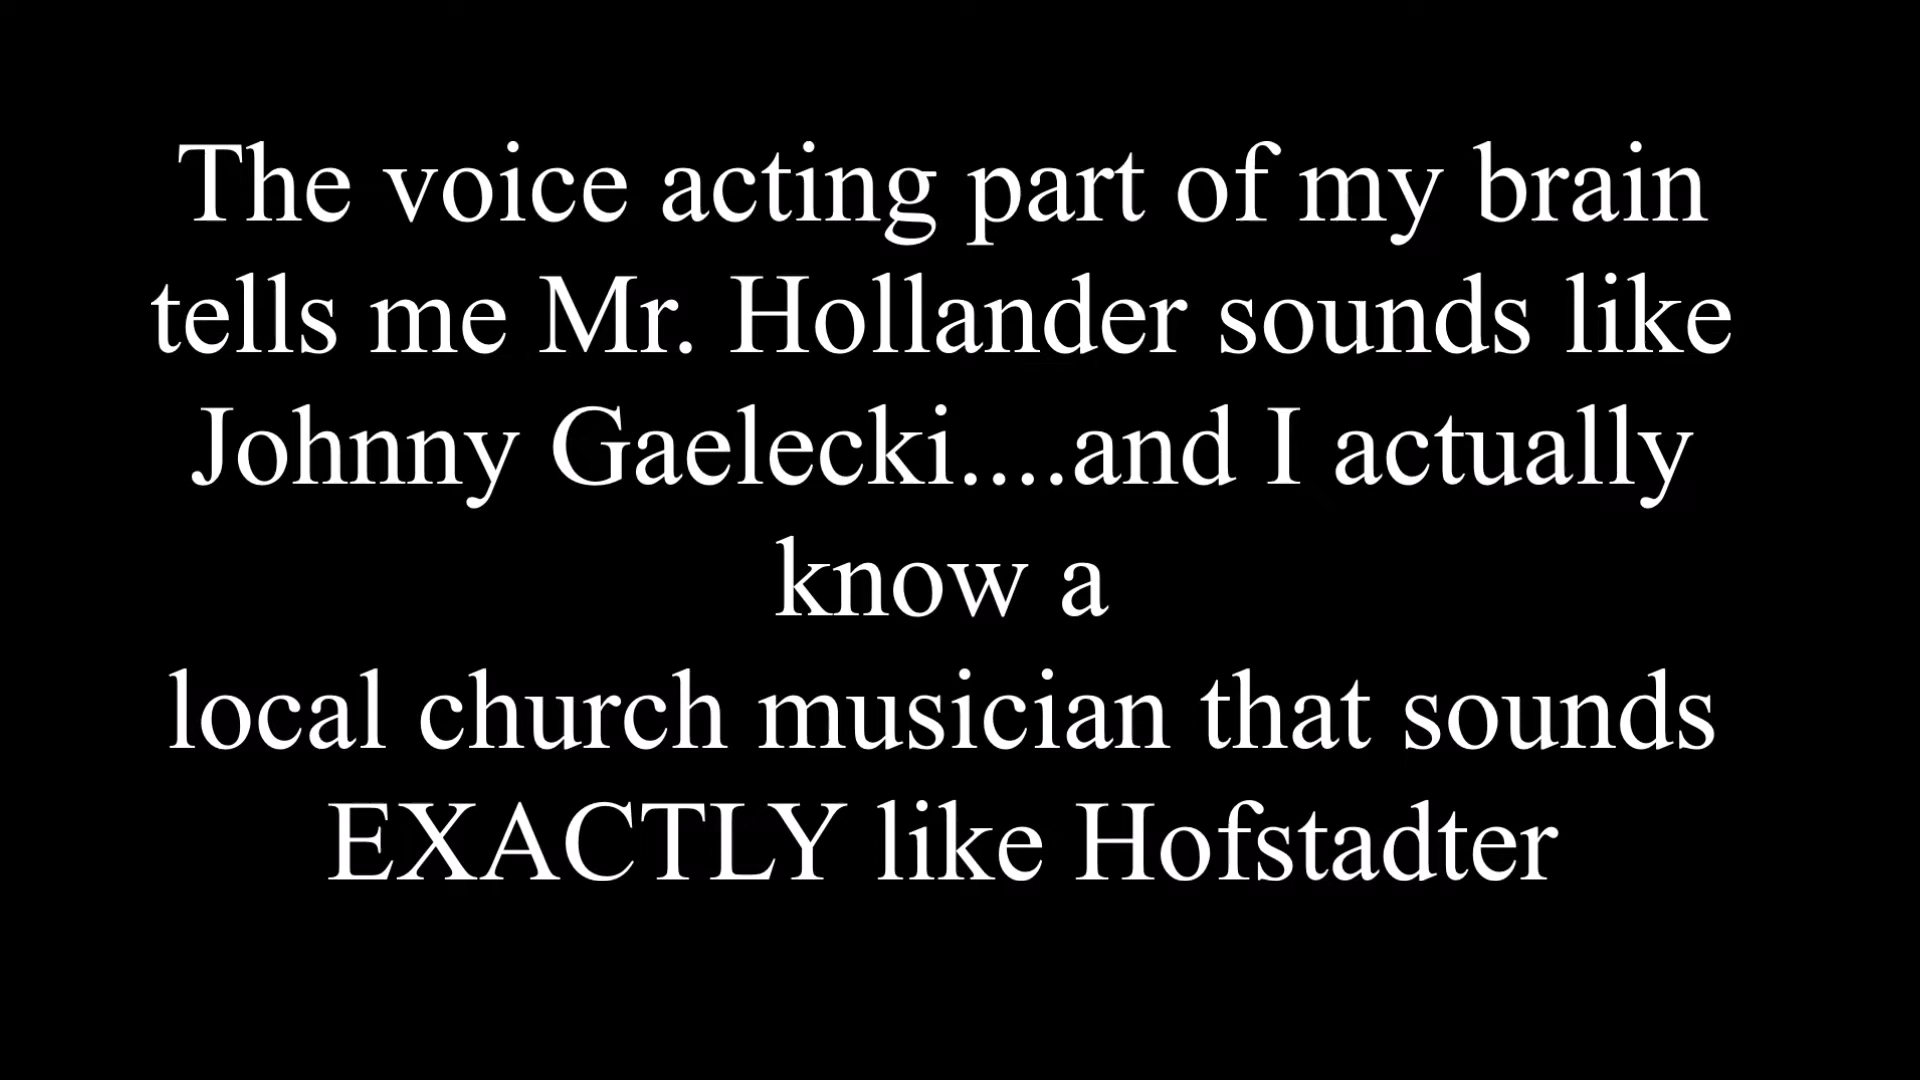 The voice acting part of my brain
tells me Mr. Hollander sounds like
Johnny Gaelecki....and I actually
know a
local church musician that sounds
EXACTLY like Hofstadter